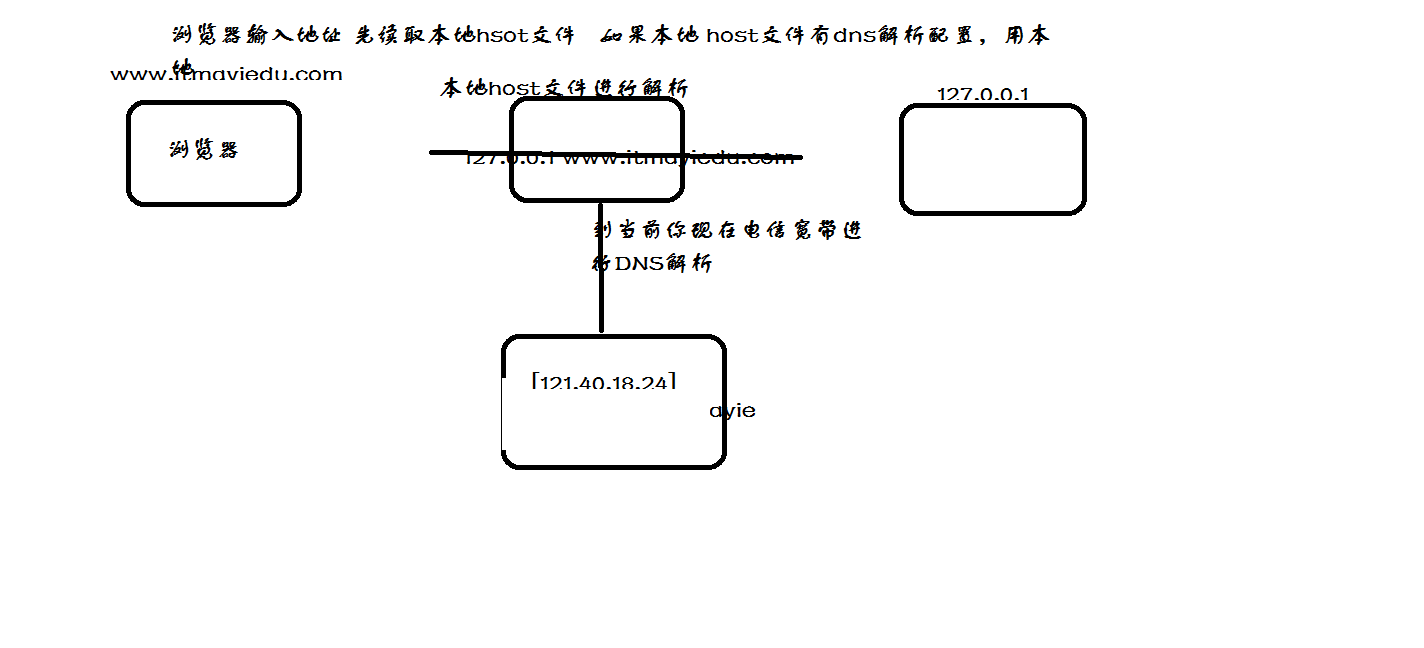 浏览器输入地址 先读取本地hsot文件 如果本地 host文件有dns解析配置，用本
地
www.itmayiedu.com
本地host文件进行解析
127.0.0.1
浏览器
127.0.0.1 www.itmayiedu.com
到当前你现在电信宽带进
行DNS解析
[121.40.18.24]
ayie